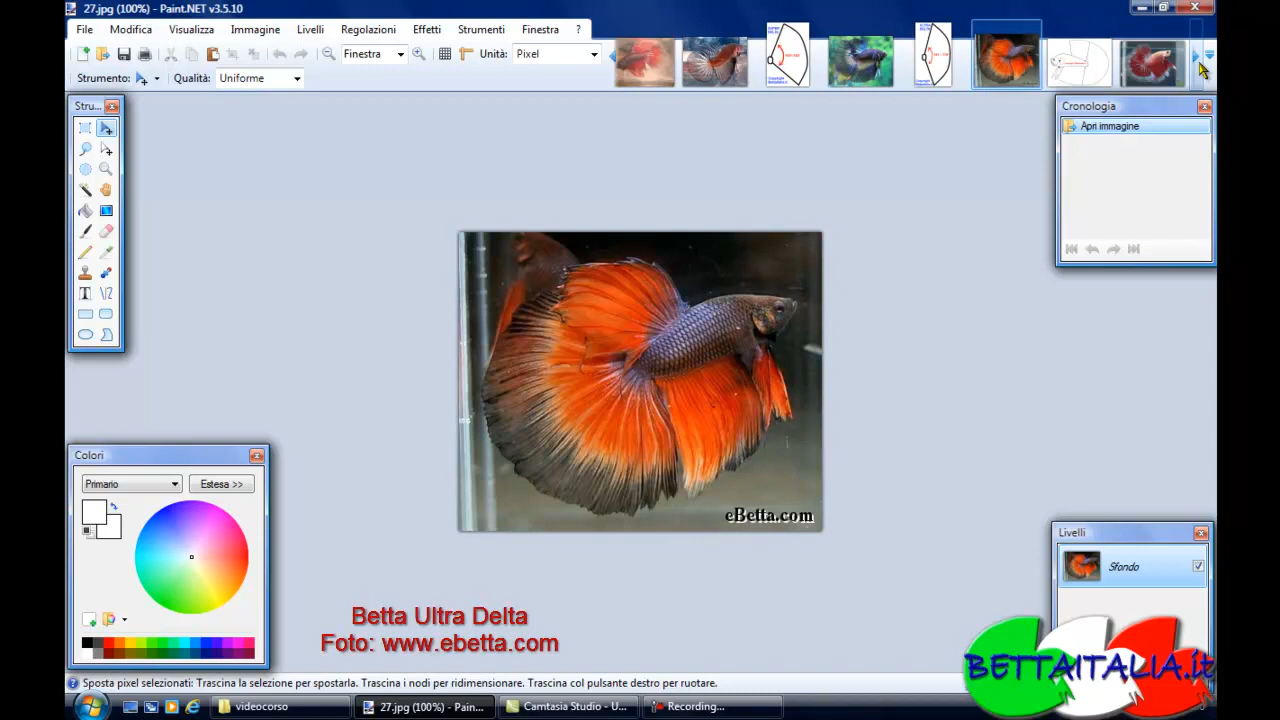 27.jpg (100%) - Paint.NET v3.5.10
File Modifica Visualizza Immagine Livelli Regolazioni Effetti Strumenti Finestra ?
Finestra Unità: Pixel
Strumento: Qualità: Uniforme
Stru...
Cronologia
Apri immagine
eBetta.com
Colori
Primario Estesa >>
Livelli
Sfondo
Betta Ultra Delta
Foto: www.ebetta.com
BETTAITALIA.it
Sposta pixel selezionati: Trascina la selezione per spostarla. Trascina i nodi per ridimensionare. Trascina col pulsante destro per ruotare.
videocorso 27.jpg (100%) - Pain... Camtasia Studio - U... Recording...